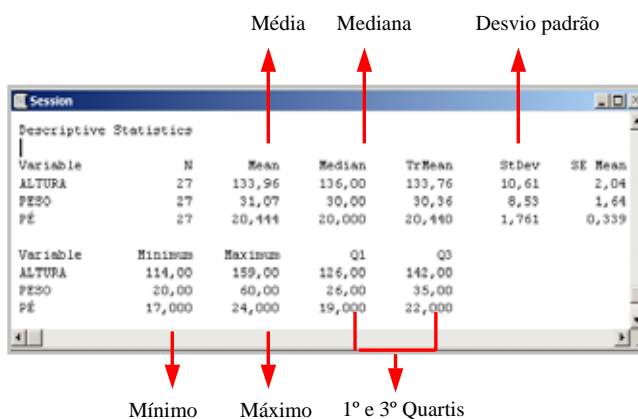 Média Mediana Desvio padrão
Session
Descriptive Statistics
Variable N Mean Median TrMean StDev SE Mean
ALTURA 27 133,96 136,00 133,76 10,61 2,04
PESO 27 31,07 30,00 30,36 8,53 1,64
PÉ 27 20,444 20,000 20,440 1,761 0,339
Variable Minimum Maximum Q1 Q3
ALTURA 114,00 159,00 126,00 142,00
PESO 20,00 60,00 26,00 35,00
PÉ 17,000 24,000 19,000 22,000
Mínimo Máximo 1º e 3º Quartis